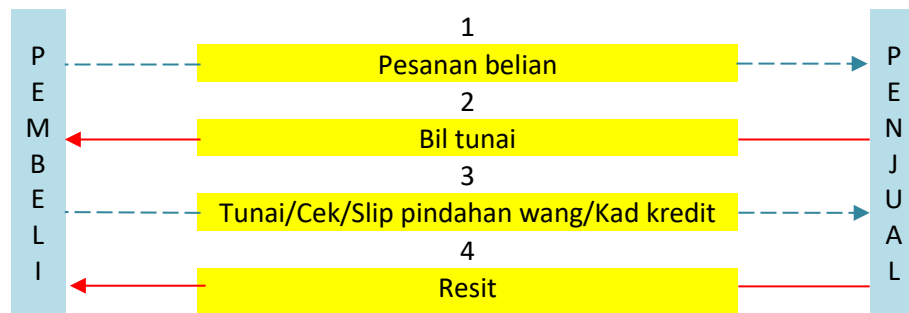 PEMBELI
1
Pesanan belian
2
Bil tunai
3
Tunai/Cek/Slip pindahan wang/Kad kredit
4
Resit
PENJUAL